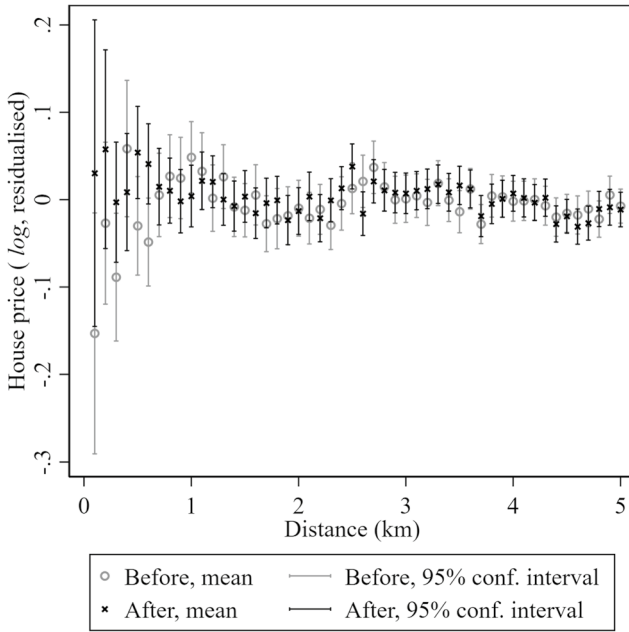 House price ( log, residualised)
.2
.1
0
-.1
-.2
-.3
0 1 2 3 4 5
Distance (km)
Before, mean Before, 95% conf. interval
After, mean After, 95% conf. interval